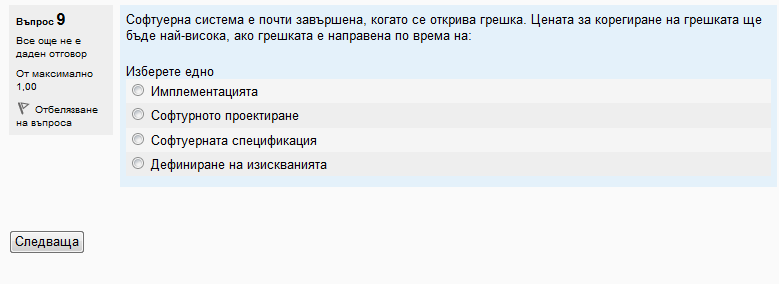 Въпрос 9
Все още не е
даден отговор
От максимално
1,00
Отбелязване
на въпроса
Софтуерна система е почти завършена, когато се открива грешка. Цената за корегиране на грешката ще
бъде най-висока, ако грешката е направена по време на:
Изберете едно
Имплементацията
Софтурното проектиране
Софтуерната спецификация
Дефиниране на изискванията
Следваща